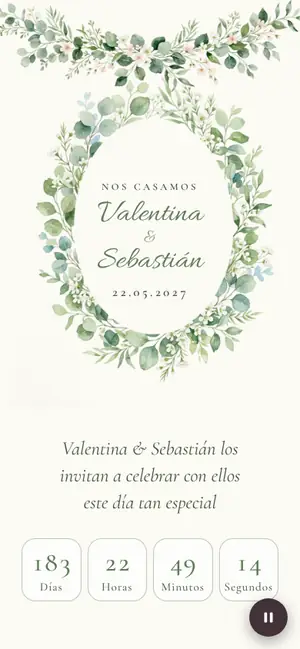 NOS CASAMOS
Valentina
&
Sebastián
22.05.2027
Valentina & Sebastián los
invitan a celebrar con ellos
este día tan especial
183 22 49 14
Días Horas Minutos Segundos